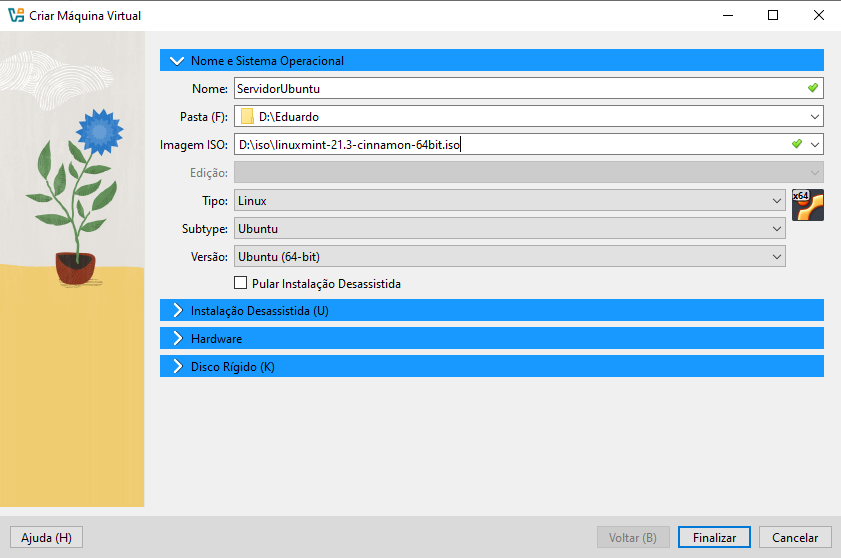 Criar Máquina Virtual
Nome e Sistema Operacional
Nome: ServidorUbuntu
Pasta (F): D:\Eduardo
Imagem ISO: D:\iso\linuxmint-21.3-cinnamon-64bit.iso
Edição:
Tipo: Linux
x64
Subtype: Ubuntu
Versão: Ubuntu (64-bit)
Pular Instalação Desassistida
Instalação Desassistida (U)
Hardware
Disco Rígido (K)
Ajuda (H) Voltar (B) Finalizar Cancelar